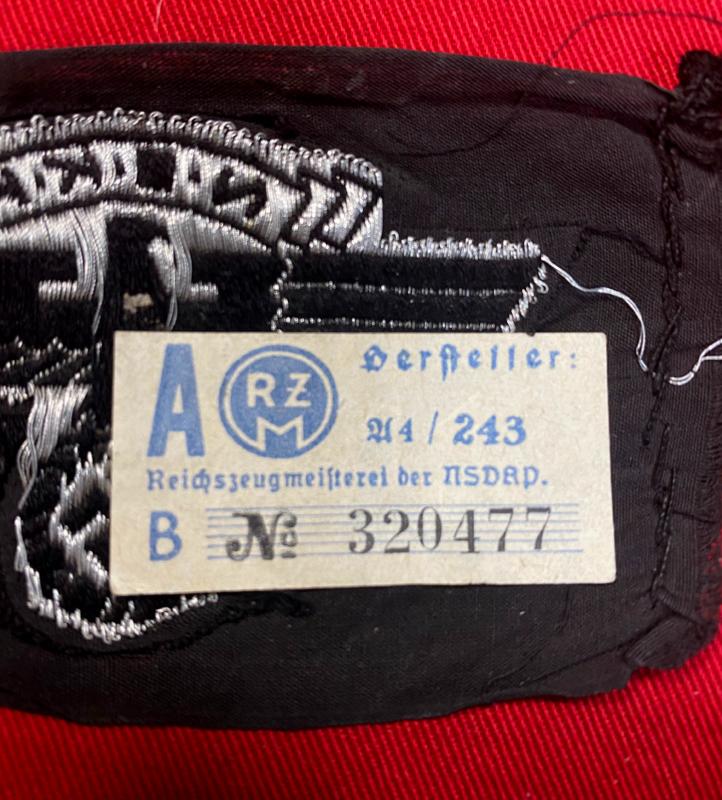 A RZM Hersteller:
A4 / 243
Reichszeugmeisterei der NSDAP.
B № 320477